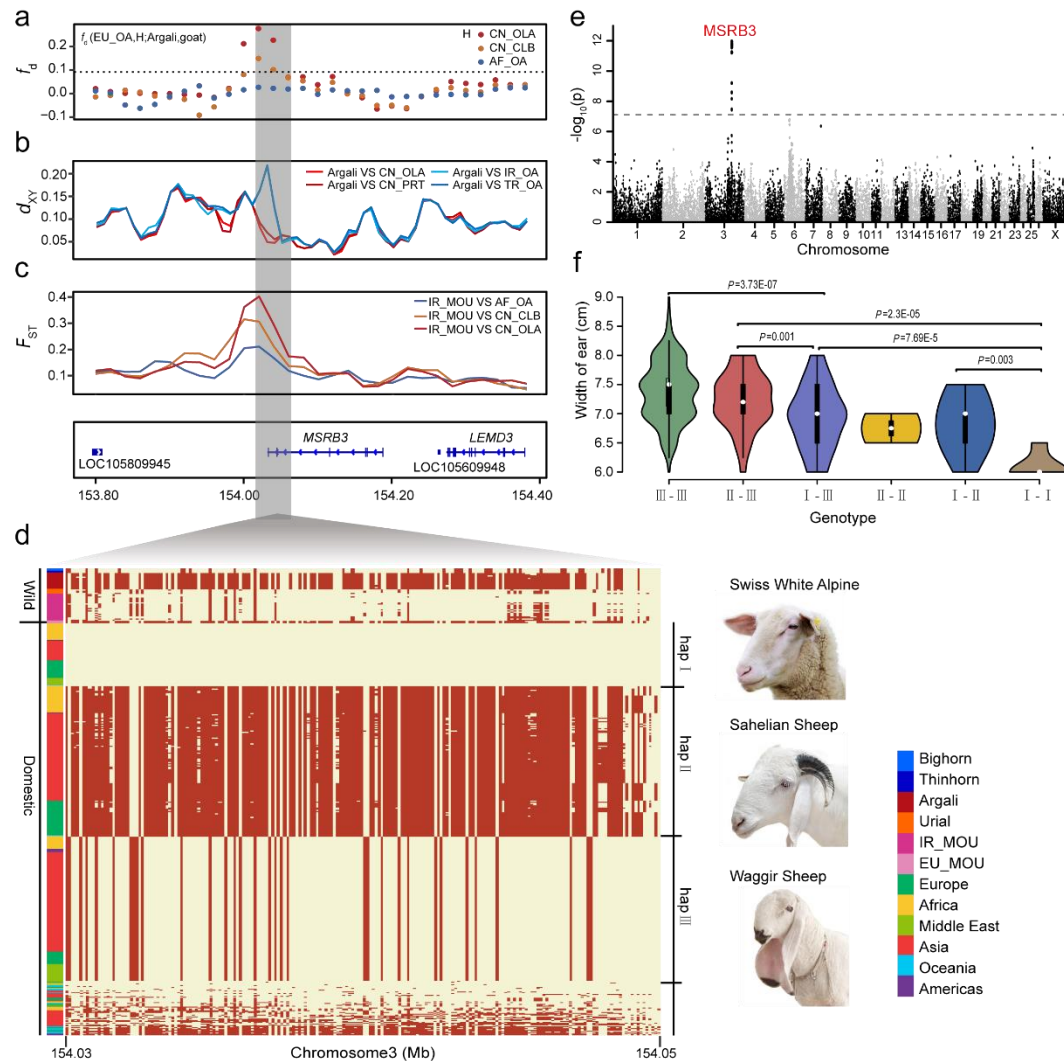 a
f_d (EU_OA,H;Argali,goat)
H
CN_OLA
CN_CLB
AF_OA
f_d
0.2
0.1
0.0
-0.1
b
Argali VS CN_OLA
Argali VS IR_OA
Argali VS CN_PRT
Argali VS TR_OA
d_XY
0.20
0.15
0.10
0.05
c
IR_MOU VS AF_OA
IR_MOU VS CN_CLB
IR_MOU VS CN_OLA
F_ST
0.4
0.3
0.2
0.1
MSRB3
LEMD3
LOC105809945
LOC105609948
153.80
154.00
154.20
154.40
d
Wild
Domestic
hap Ⅰ
hap Ⅱ
hap Ⅲ
154.03
Chromosome3 (Mb)
154.05
e
MSRB3
-log₁₀(p)
12
10
8
6
4
2
0
1 2 3 4 5 6 7 8 9 10 11 13 14 15 16 17 19 21 23 25 X
Chromosome
f
P=3.73E-07
P=2.3E-05
P=0.001
P=7.69E-5
P=0.003
Width of ear (cm)
9.0
8.5
8.0
7.5
7.0
6.5
6.0
Ⅲ - Ⅲ
Ⅱ - Ⅲ
Ⅰ - Ⅲ
Ⅱ - Ⅱ
Ⅰ - Ⅱ
Ⅰ - Ⅰ
Genotype
Swiss White Alpine
Sahelian Sheep
Waggir Sheep
Bighorn
Thinhorn
Argali
Urial
IR_MOU
EU_MOU
Europe
Africa
Middle East
Asia
Oceania
Americas